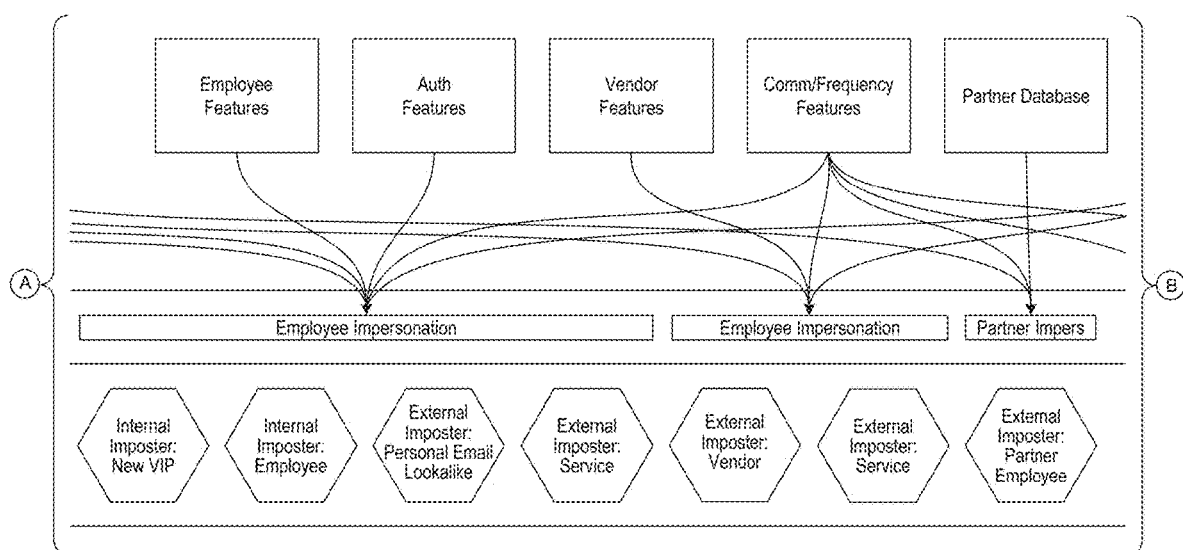 Employee
Features
Auth
Features
Vendor
Features
Comm/Frequency
Features
Partner Database
A
B
Employee Impersonation
Employee Impersonation
Partner Impers
Internal
Imposter:
New VIP
Internal
Imposter:
Employee
External
Imposter:
Personal Email
Lookalike
External
Imposter:
Service
External
Imposter:
Vendor
External
Imposter:
Service
External
Imposter:
Partner
Employee